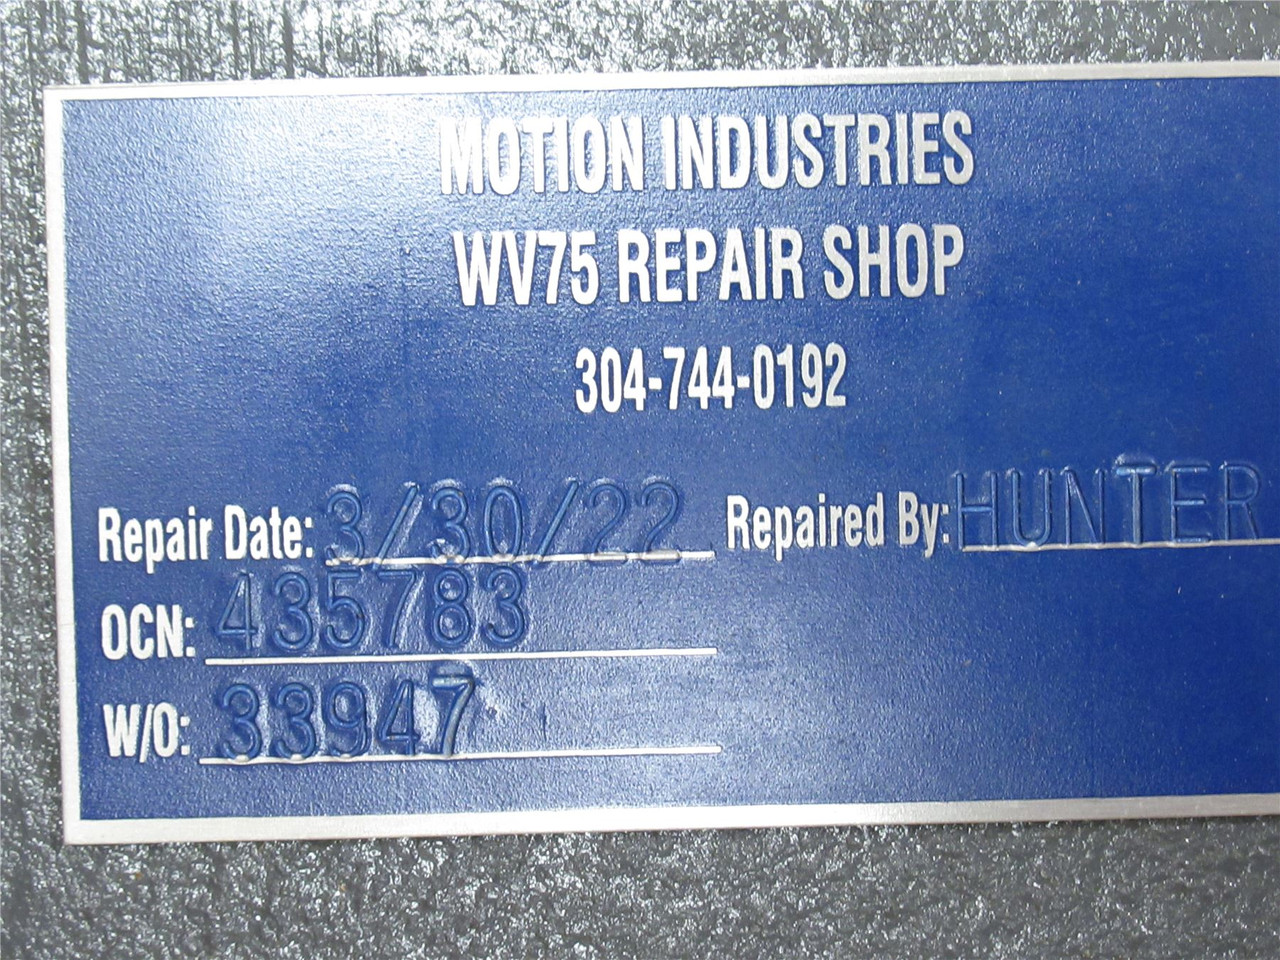 MOTION INDUSTRIES
WV75 REPAIR SHOP
304-744-0192
Repair Date: 3/30/22 Repaired By: HUNTER
OCN: 435783
W/O: 33947